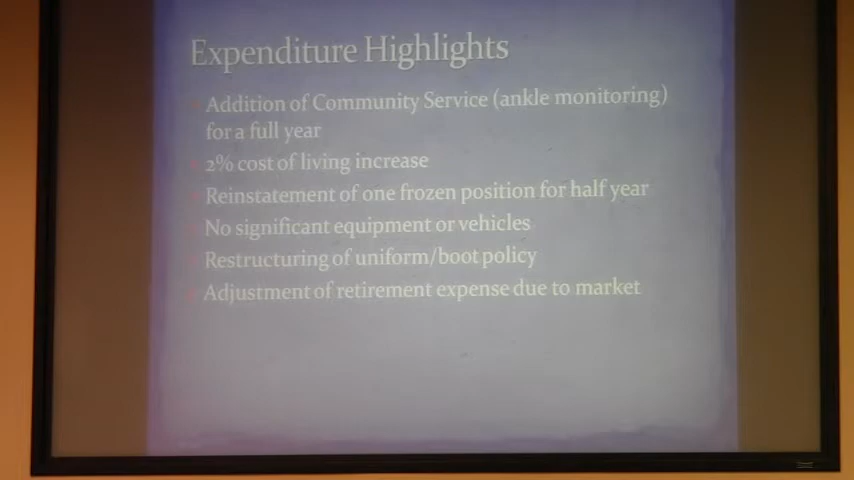 Expenditure Highlights
Addition of Community Service (ankle monitoring)
for a full year
2% cost of living increase
Reinstatement of one frozen position for half year
No significant equipment or vehicles
Restructuring of uniform/boot policy
Adjustment of retirement expense due to market